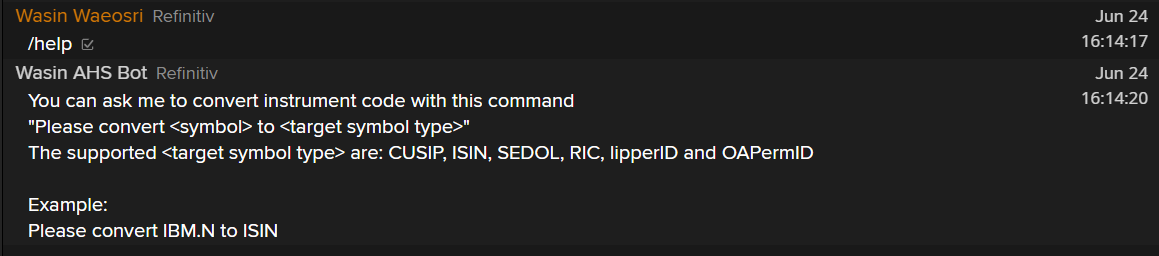 Wasin Waeosri Refinitiv Jun 24
/help 16:14:17
Wasin AHS Bot Refinitiv Jun 24
You can ask me to convert instrument code with this command 16:14:20
"Please convert <symbol> to <target symbol type>"
The supported <target symbol type> are: CUSIP, ISIN, SEDOL, RIC, lipperID and OAPermID
Example:
Please convert IBM.N to ISIN